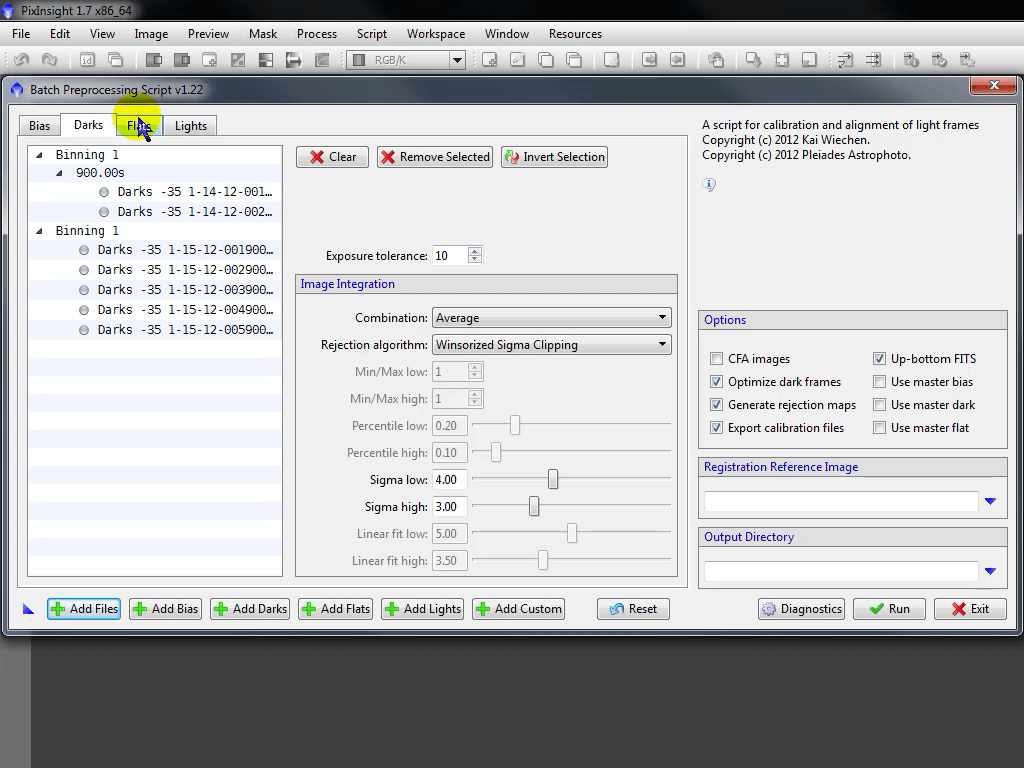 PixInsight 1.7 x86_64
File Edit View Image Preview Mask Process Script Workspace Window Resources
RGB/K
Batch Preprocessing Script v1.22
Bias Darks Flats Lights
Binning 1
900.00s
Darks -35 1-14-12-001...
Darks -35 1-14-12-002...
Binning 1
Darks -35 1-15-12-001900...
Darks -35 1-15-12-002900...
Darks -35 1-15-12-003900...
Darks -35 1-15-12-004900...
Darks -35 1-15-12-005900...
Clear Remove Selected Invert Selection
Exposure tolerance: 10
Image Integration
Combination: Average
Rejection algorithm: Winsorized Sigma Clipping
Min/Max low: 1
Min/Max high: 1
Percentile low: 0.20
Percentile high: 0.10
Sigma low: 4.00
Sigma high: 3.00
Linear fit low: 5.00
Linear fit high: 3.50
A script for calibration and alignment of light frames
Copyright (c) 2012 Kai Wiechen.
Copyright (c) 2012 Pleiades Astrophoto.
Options
CFA images Up-bottom FITS
Optimize dark frames Use master bias
Generate rejection maps Use master dark
Export calibration files Use master flat
Registration Reference Image
Output Directory
Add Files Add Bias Add Darks Add Flats Add Lights Add Custom Reset Diagnostics Run Exit